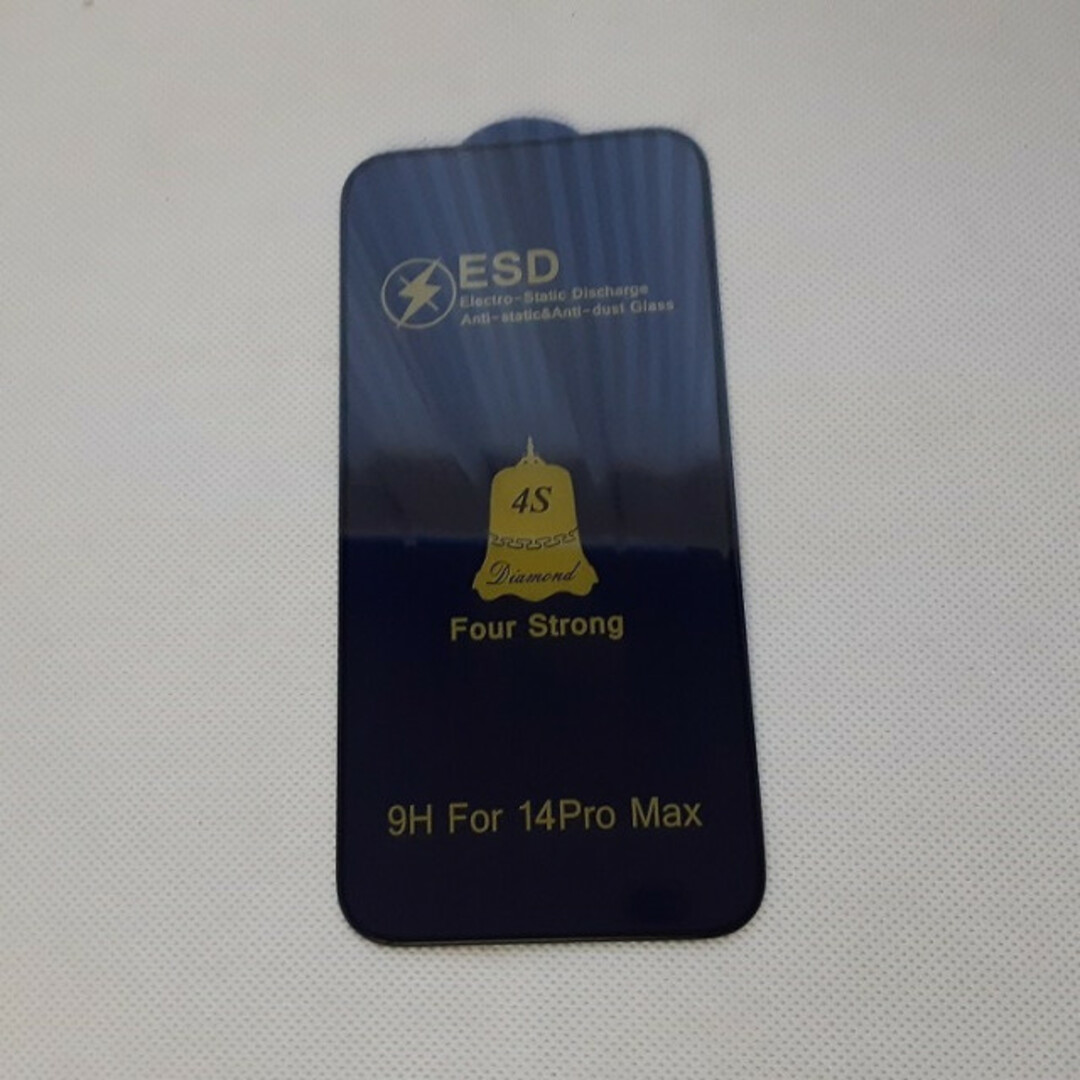 ESD
Electro-Static Discharge
Anti-static&Anti-dust Glass
4S
Diamond
Four Strong
9H For 14Pro Max